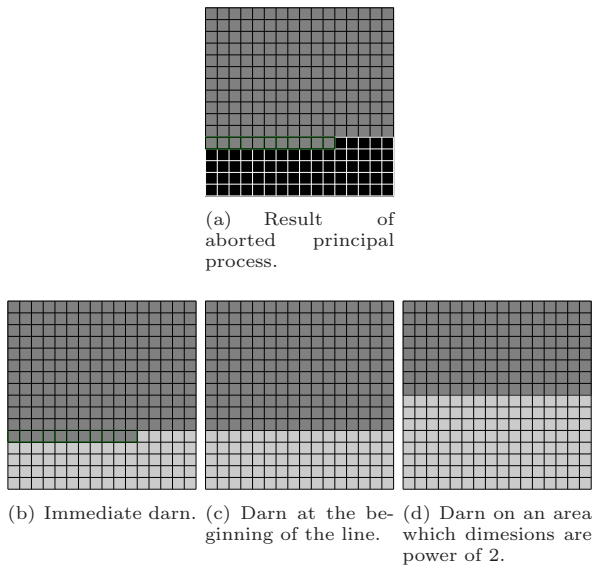 (a) Result of
aborted principal
process.
(b) Immediate darn.
(c) Darn at the be-
ginning of the line.
(d) Darn on an area
which dimesions are
power of 2.